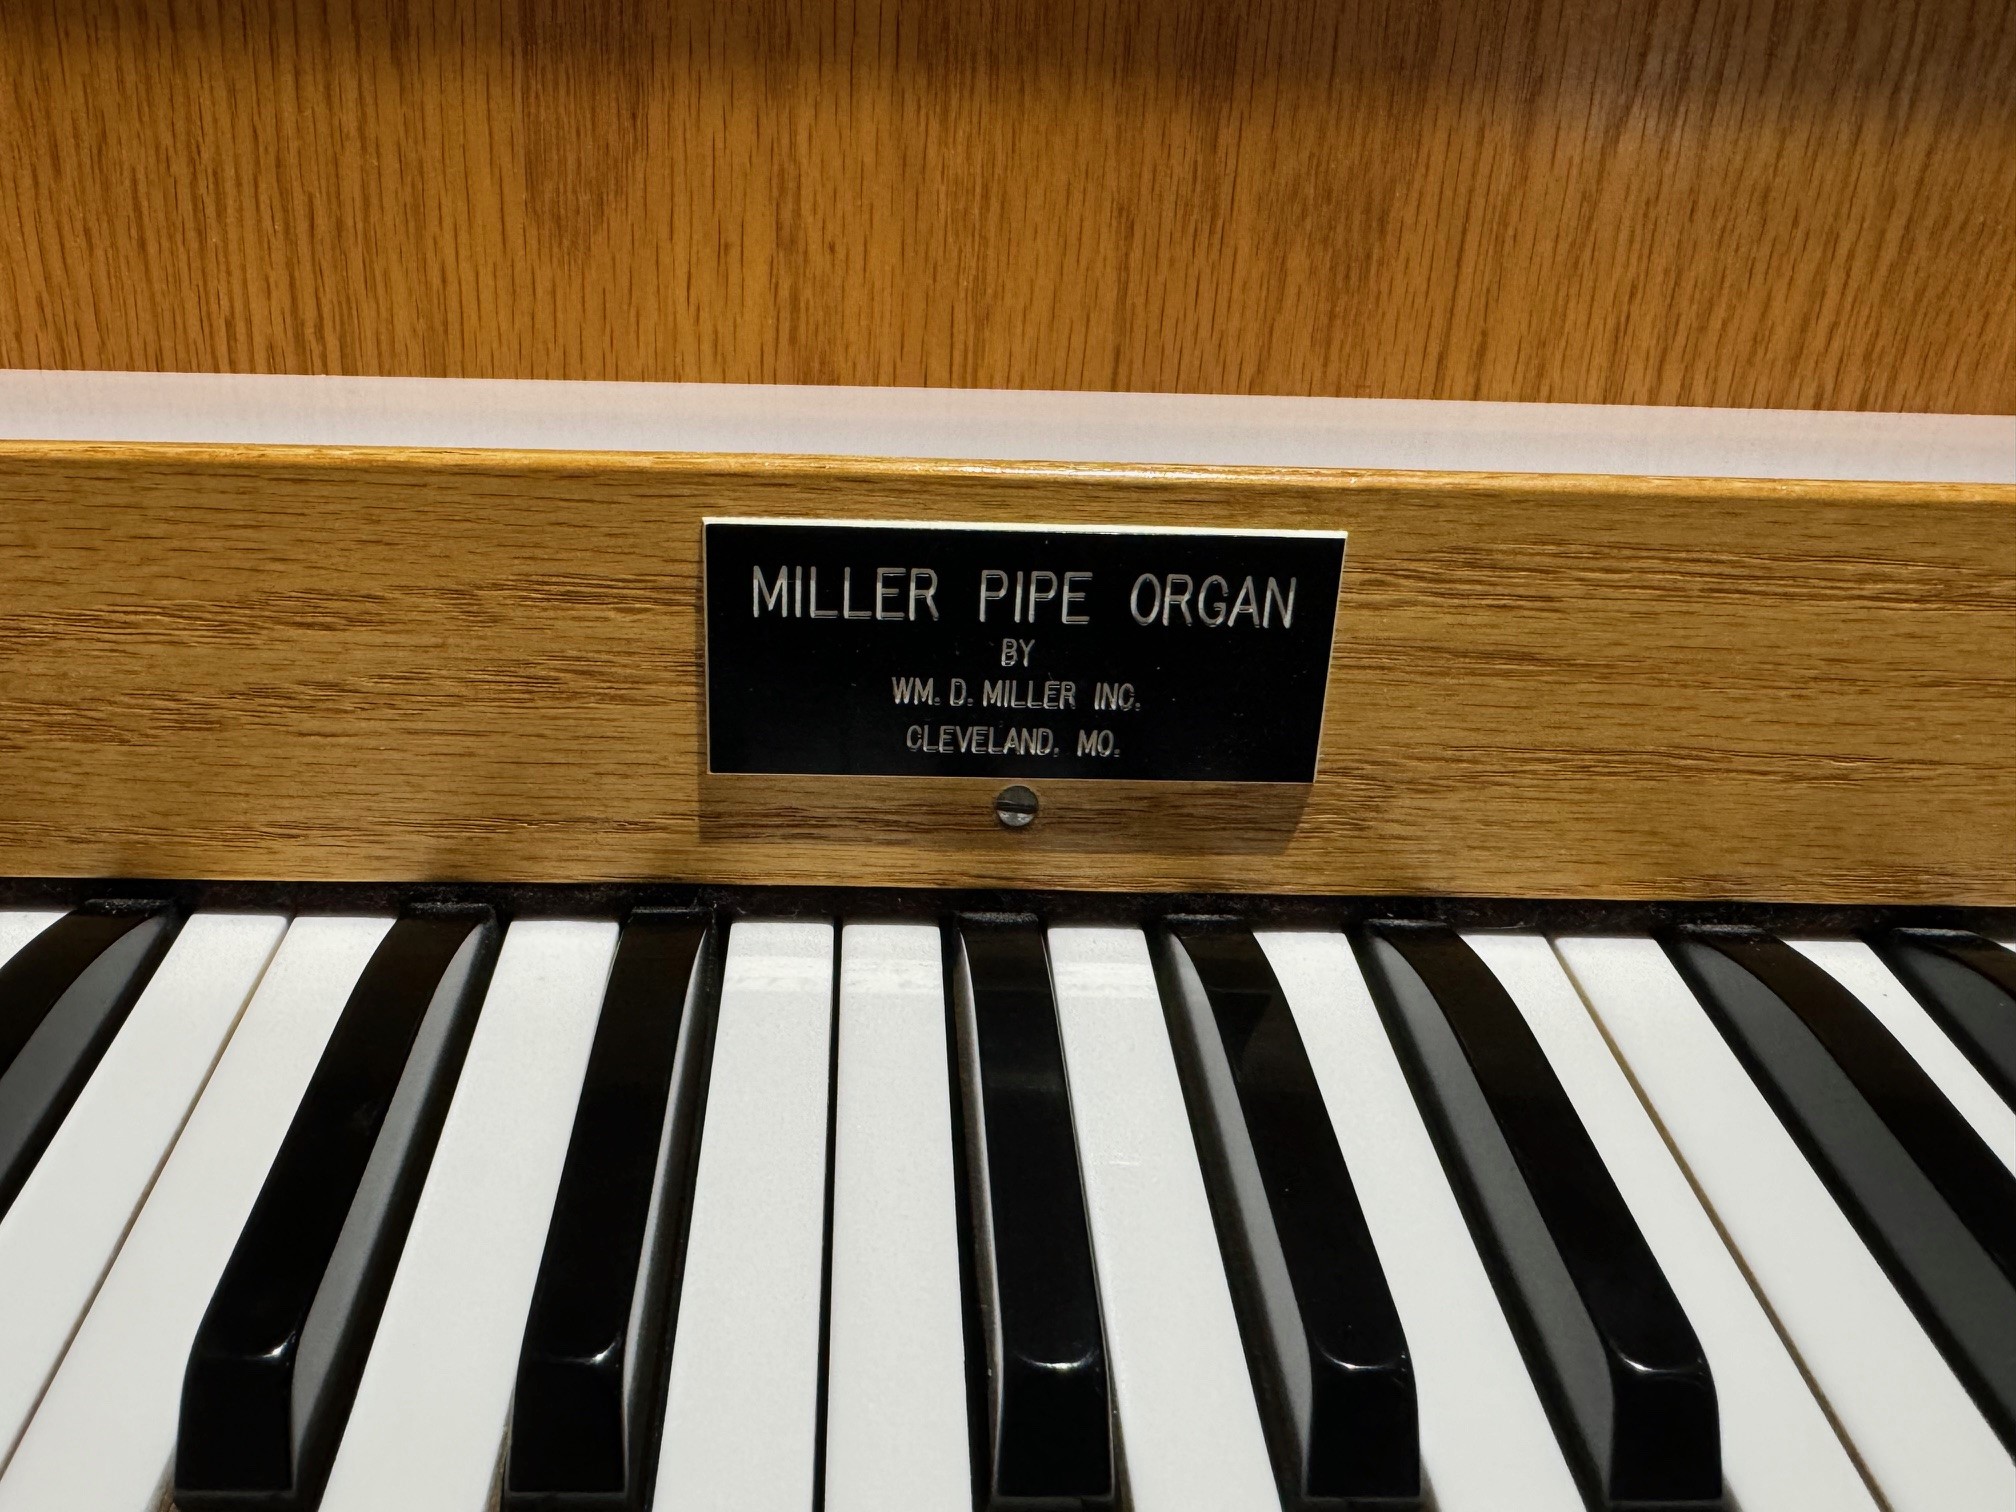 MILLER PIPE ORGAN
BY
WM. D. MILLER INC.
CLEVELAND, MO.